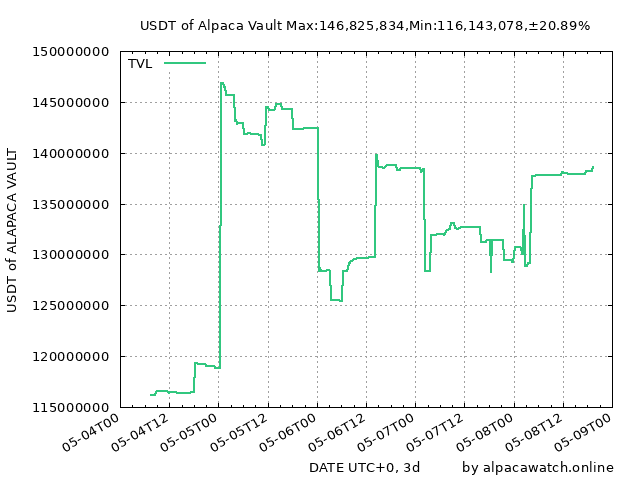 USDT of Alpaca Vault Max:146,825,834,Min:116,143,078,±20.89%
150000000
TVL
145000000
140000000
135000000
130000000
125000000
120000000
115000000
USDT of ALAPACA VAULT
05-04T00
05-04T12
05-05T00
05-05T12
05-06T00
05-06T12
05-07T00
05-07T12
05-08T00
05-08T12
05-09T00
DATE UTC+0, 3d
by alpacawatch.online